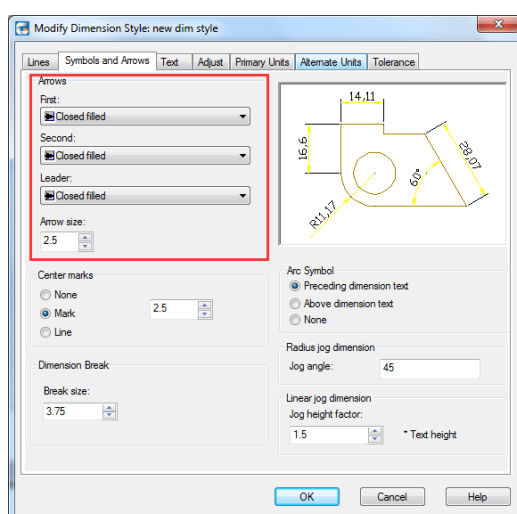 Modify Dimension Style: new dim style
Lines Symbols and Arrows Text Adjust Primary Units Alternate Units Tolerance
Arrows
First:
Closed filled
Second:
Closed filled
Leader:
Closed filled
Arrow size:
2.5
14,11
16,6
28,07
60°
R11,17
Center marks
None
Mark
2.5
Line
Dimension Break
Break size:
3.75
Arc Symbol
Preceding dimension text
Above dimension text
None
Radius jog dimension
Jog angle: 45
Linear jog dimension
Jog height factor:
1.5 * Text height
OK Cancel Help